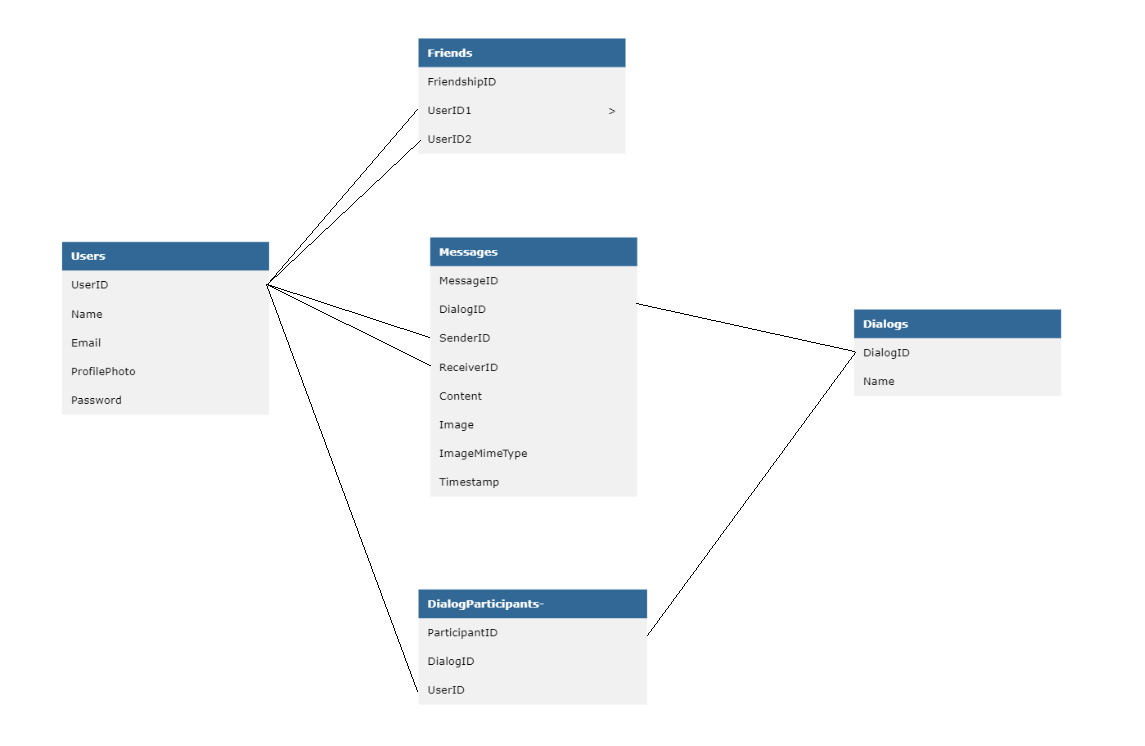 Friends
FriendshipID
UserID1 >
UserID2
Users
UserID
Name
Email
ProfilePhoto
Password
Messages
MessageID
DialogID
SenderID
ReceiverID
Content
Image
ImageMimeType
Timestamp
Dialogs
DialogID
Name
DialogParticipants-
ParticipantID
DialogID
UserID